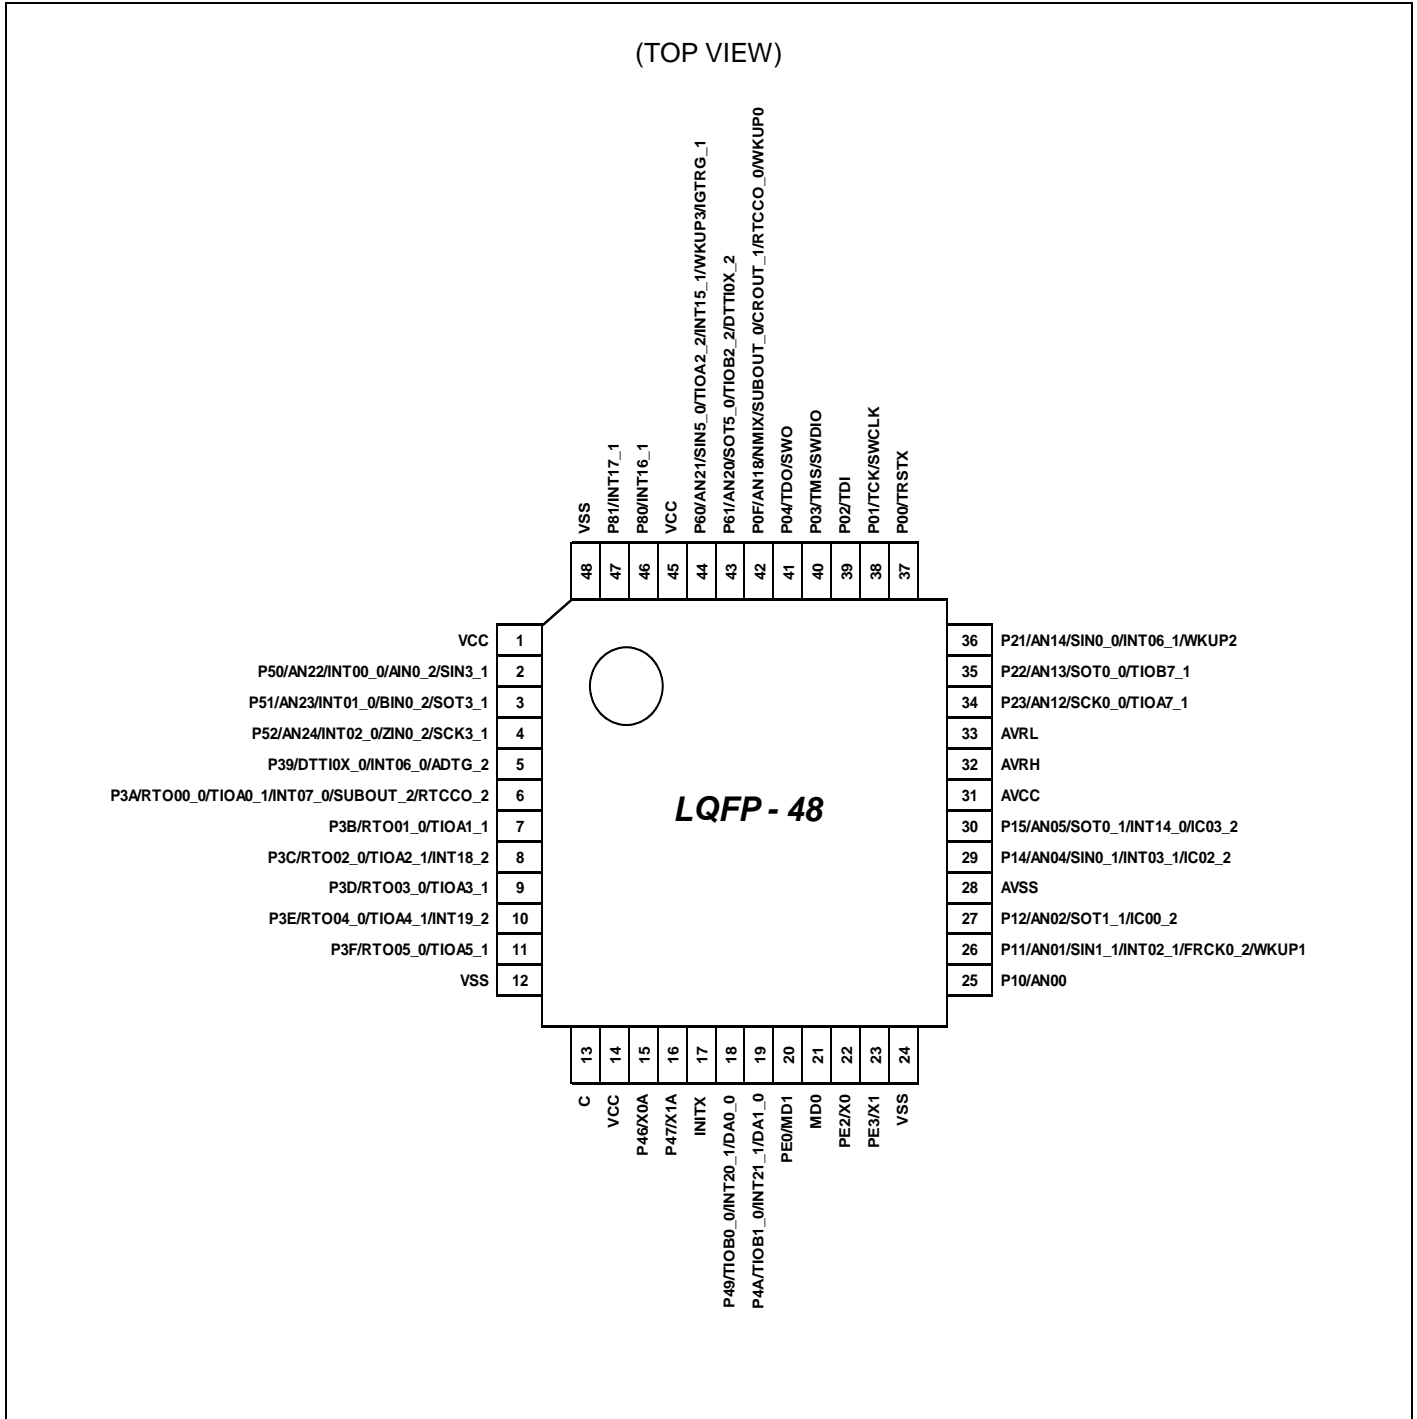 (TOP VIEW)
VSS
P81/INT17_1
P80/INT16_1
VCC
P60/AN21/SIN5_0/TIOA2_2/INT15_1/WKUP3/IGTRG_1
P61/AN20/SOT5_0/TIOB2_2/DTTI0X_2
P0F/AN18/NMIX/SUBOUT_0/CROUT_1/RTCCO_0/WKUP0
P04/TDO/SWO
P03/TMS/SWDIO
P02/TDI
P01/TCK/SWCLK
P00/TRSTX
48
47
46
45
44
43
42
41
40
39
38
37
VCC 1
P50/AN22/INT00_0/AIN0_2/SIN3_1 2
P51/AN23/INT01_0/BIN0_2/SOT3_1 3
P52/AN24/INT02_0/ZIN0_2/SCK3_1 4
P39/DTTI0X_0/INT06_0/ADTG_2 5
P3A/RTO00_0/TIOA0_1/INT07_0/SUBOUT_2/RTCCO_2 6
P3B/RTO01_0/TIOA1_1 7
P3C/RTO02_0/TIOA2_1/INT18_2 8
P3D/RTO03_0/TIOA3_1 9
P3E/RTO04_0/TIOA4_1/INT19_2 10
P3F/RTO05_0/TIOA5_1 11
VSS 12
LQFP - 48
36 P21/AN14/SIN0_0/INT06_1/WKUP2
35 P22/AN13/SOT0_0/TIOB7_1
34 P23/AN12/SCK0_0/TIOA7_1
33 AVRL
32 AVRH
31 AVCC
30 P15/AN05/SOT0_1/INT14_0/IC03_2
29 P14/AN04/SIN0_1/INT03_1/IC02_2
28 AVSS
27 P12/AN02/SOT1_1/IC00_2
26 P11/AN01/SIN1_1/INT02_1/FRCK0_2/WKUP1
25 P10/AN00
13
14
15
16
17
18
19
20
21
22
23
24
C
VCC
P46/X0A
P47/X1A
INITX
P49/TIOB0_0/INT20_1/DA0_0
P4A/TIOB1_0/INT21_1/DA1_0
PE0/MD1
MD0
PE2/X0
PE3/X1
VSS